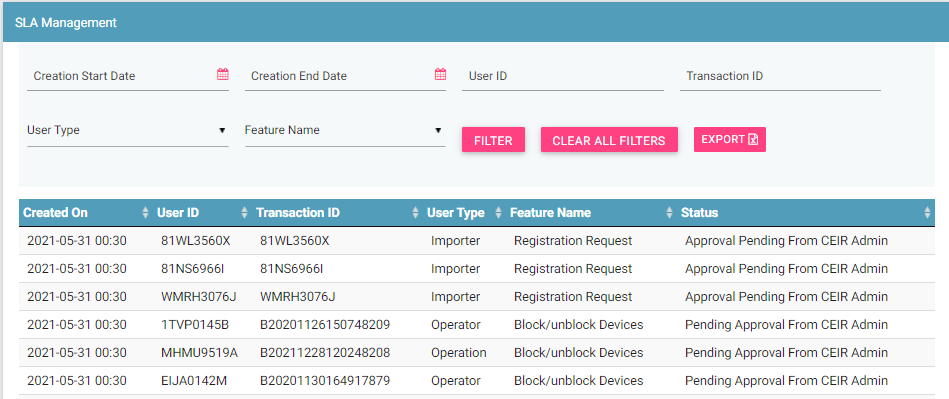 SLA Management
Creation Start Date Creation End Date User ID Transaction ID
User Type Feature Name FILTER CLEAR ALL FILTERS EXPORT
Created On User ID Transaction ID User Type Feature Name Status
2021-05-31 00:30 81WL3560X 81WL3560X Importer Registration Request Approval Pending From CEIR Admin
2021-05-31 00:30 81NS6966I 81NS6966I Importer Registration Request Approval Pending From CEIR Admin
2021-05-31 00:30 WMRH3076J WMRH3076J Importer Registration Request Approval Pending From CEIR Admin
2021-05-31 00:30 1TVP0145B B20201126150748209 Operator Block/unblock Devices Pending Approval From CEIR Admin
2021-05-31 00:30 MHMU9519A B20211228120248208 Operation Block/unblock Devices Pending Approval From CEIR Admin
2021-05-31 00:30 EIJA0142M B20201130164917879 Operator Block/unblock Devices Pending Approval From CEIR Admin